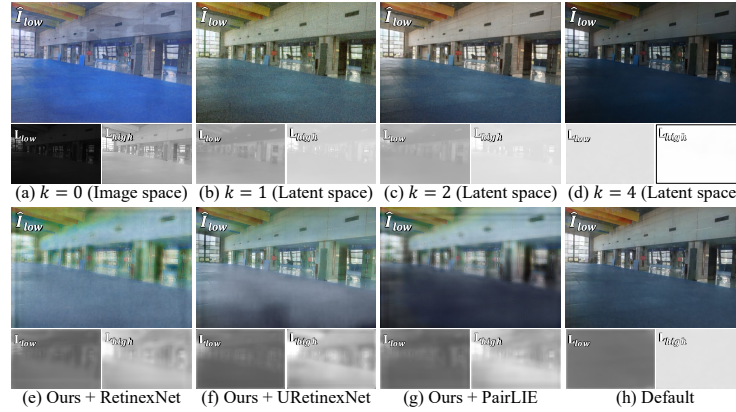 Î_low Î_low Î_low Î_low
L_low L_high L_low L_high L_low L_high L_low L_high
(a) k = 0 (Image space) (b) k = 1 (Latent space) (c) k = 2 (Latent space) (d) k = 4 (Latent space
Î_low Î_low Î_low Î_low
L_low L_high L_low L_high L_low L_high L_low L_high
(e) Ours + RetinexNet (f) Ours + URetinexNet (g) Ours + PairLIE (h) Default